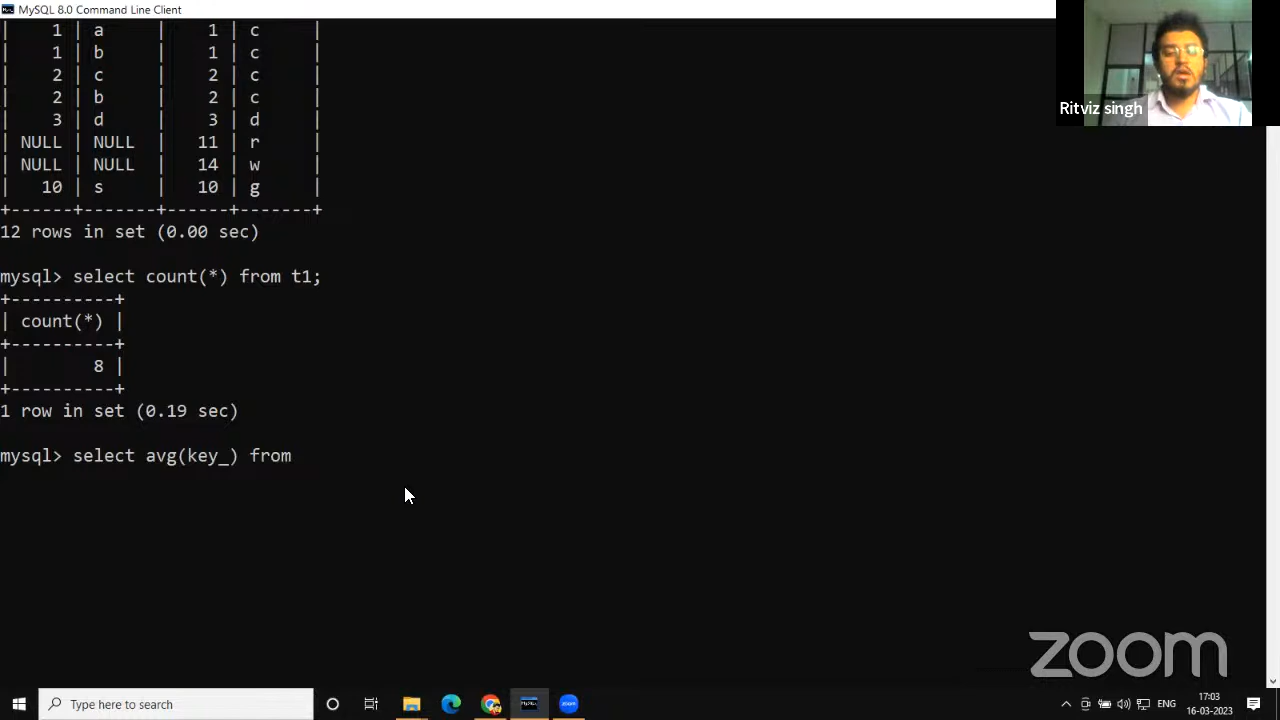 MySQL 8.0 Command Line Client
| 1 | a | 1 | c |
| 1 | b | 1 | c |
| 2 | c | 2 | c |
| 2 | b | 2 | c |
| 3 | d | 3 | d |
| NULL | NULL | 11 | r |
| NULL | NULL | 14 | w |
| 10 | s | 10 | g |
+------+-------+------+-------+
12 rows in set (0.00 sec)
mysql> select count(*) from t1;
+----------+
| count(*) |
+----------+
| 8 |
+----------+
1 row in set (0.19 sec)
mysql> select avg(key_) from
Ritviz singh
zoom
Type here to search
ENG
17:03
16-03-2023